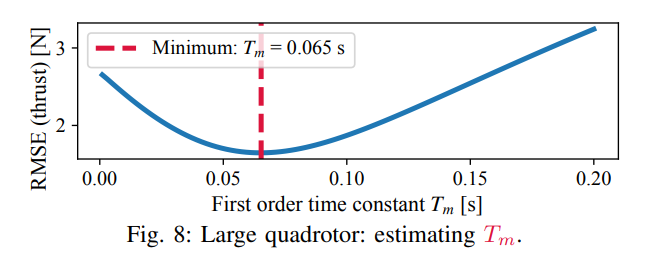 RMSE (thrust) [N]
3
2
Minimum: Tₘ = 0.065 s
0.00 0.05 0.10 0.15 0.20
First order time constant Tₘ [s]
Fig. 8: Large quadrotor: estimating Tₘ.